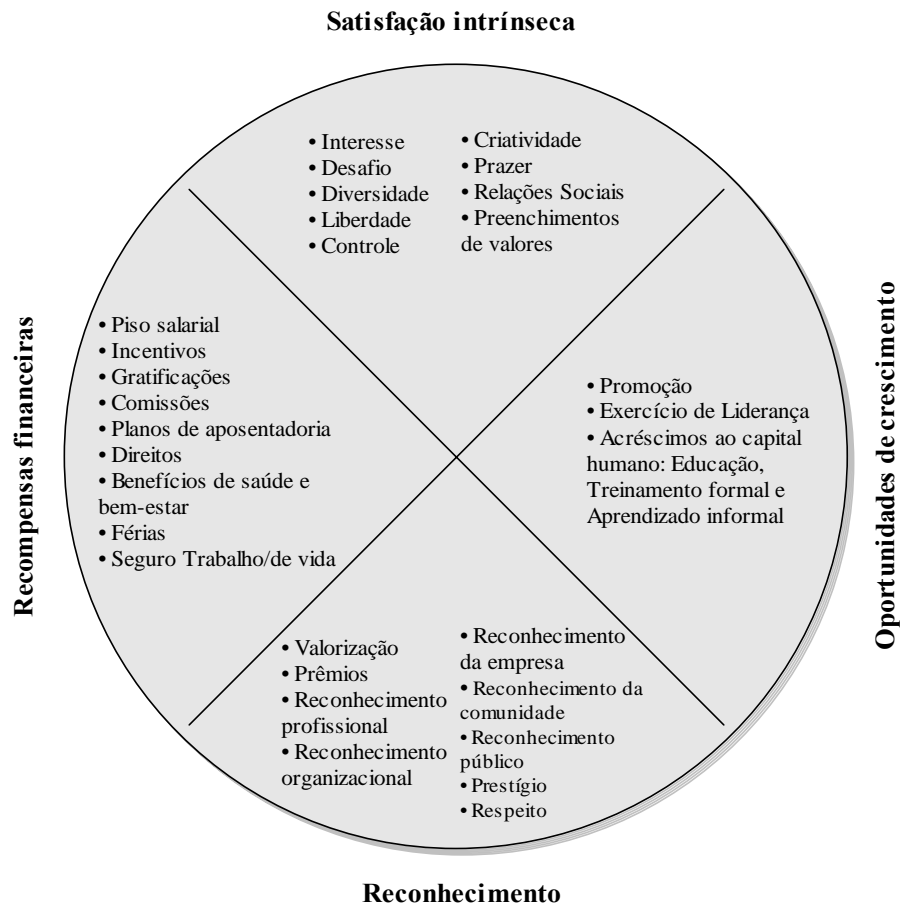 Satisfação intrínseca
• Interesse
• Desafio
• Diversidade
• Liberdade
• Controle
• Criatividade
• Prazer
• Relações Sociais
• Preenchimentos
de valores
Recompensas financeiras
• Piso salarial
• Incentivos
• Gratificações
• Comissões
• Planos de aposentadoria
• Direitos
• Benefícios de saúde e
bem-estar
• Férias
• Seguro Trabalho/de vida
• Promoção
• Exercício de Liderança
• Acréscimos ao capital
humano: Educação,
Treinamento formal e
Aprendizado informal
Oportunidades de crescimento
• Valorização
• Prêmios
• Reconhecimento
profissional
• Reconhecimento
organizacional
• Reconhecimento
da empresa
• Reconhecimento da
comunidade
• Reconhecimento
público
• Prestígio
• Respeito
Reconhecimento